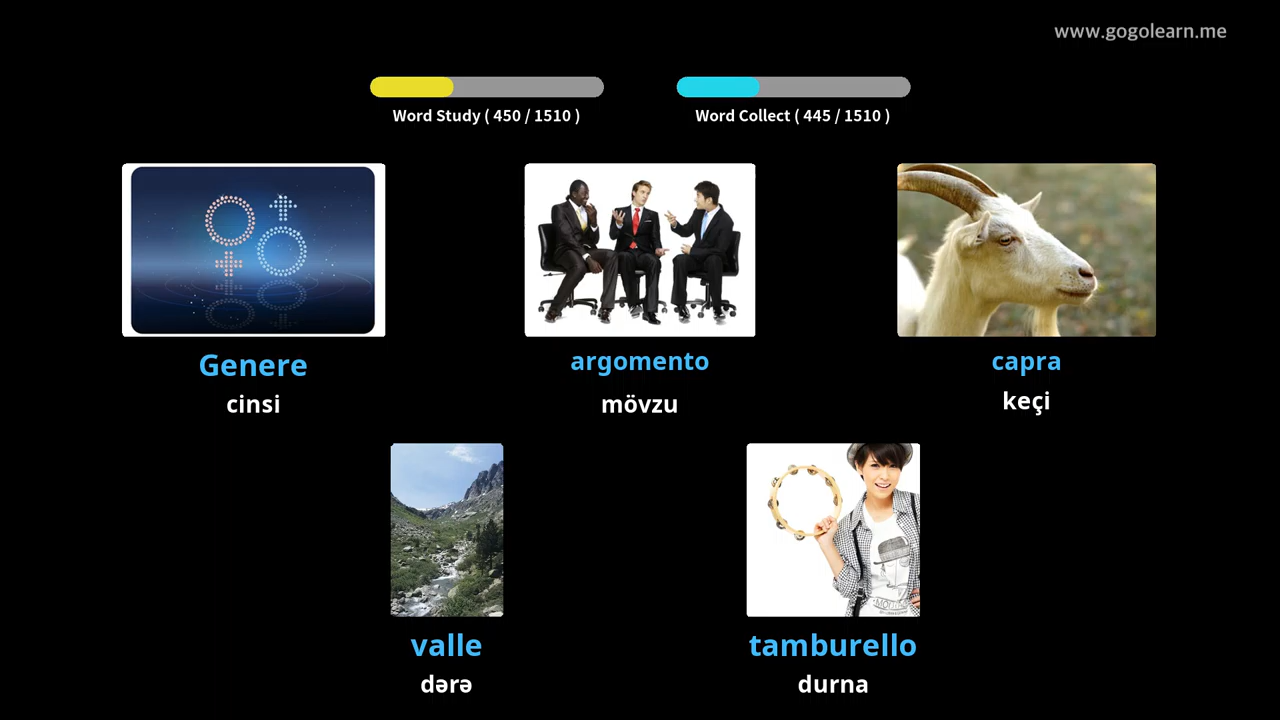 www.gogolearn.me
Word Study ( 450 / 1510 )
Word Collect ( 445 / 1510 )
Genere
cinsi
argomento
mövzu
capra
keçi
valle
dərə
tamburello
durna